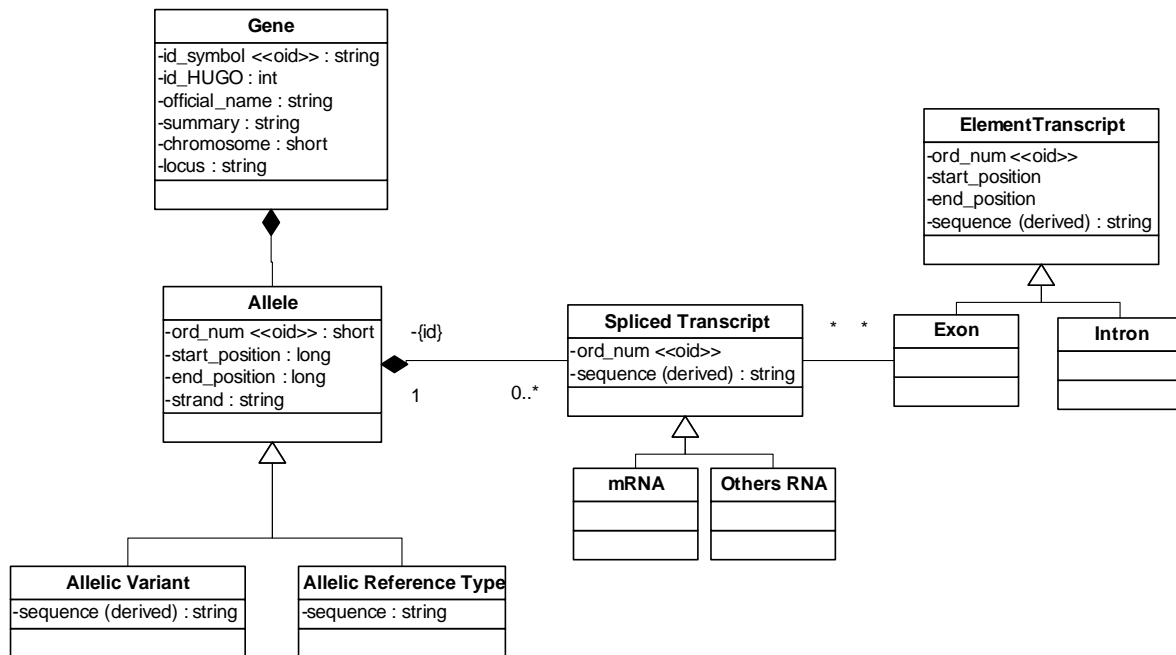 Gene
-id_symbol <<oid>> : string
-id_HUGO : int
-official_name : string
-summary : string
-chromosome : short
-locus : string
ElementTranscript
-ord_num <<oid>>
-start_position
-end_position
-sequence (derived) : string
Allele
-ord_num <<oid>> : short
-start_position : long
-end_position : long
-strand : string
-{id}
1
0..*
Spliced Transcript
-ord_num <<oid>>
-sequence (derived) : string
* *
Exon
Intron
mRNA
Others RNA
Allelic Variant
-sequence (derived) : string
Allelic Reference Type
-sequence : string